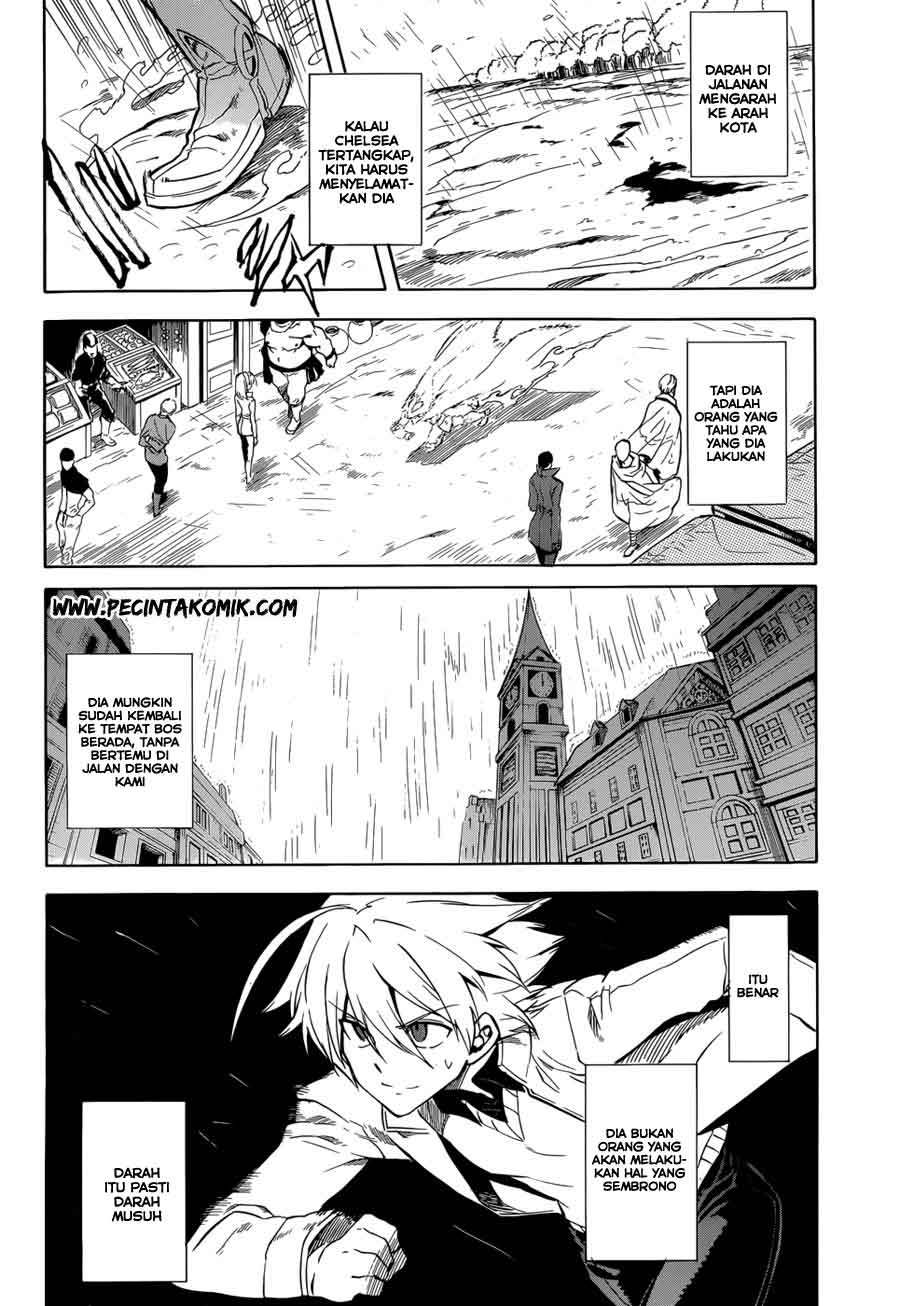 DARAH DI
JALANAN
MENGARAH
KE ARAH
KOTA
KALAU
CHELSEA
TERTANGKAP,
KITA HARUS
MENYELAMAT-
KAN DIA
TAPI DIA
ADALAH
ORANG YANG
TAHU APA
YANG DIA
LAKUKAN
WWW.PECINTAKOMIK.COM
DIA MUNGKIN
SUDAH KEMBALI
KE TEMPAT BOS
BERADA, TANPA
BERTEMU DI
JALAN DENGAN
KAMI
ITU
BENAR
DIA BUKAN
ORANG YANG
AKAN MELAKU-
KAN HAL YANG
SEMBRONO
DARAH
ITU PASTI
DARAH
MUSUH